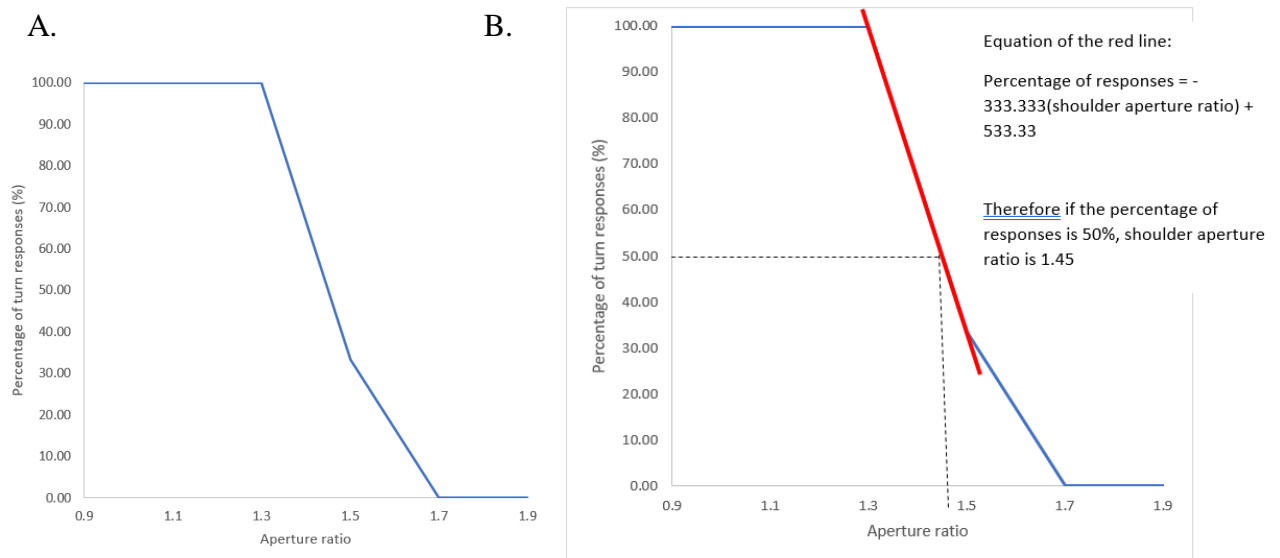 A.
100.00
90.00
80.00
70.00
60.00
50.00
40.00
30.00
20.00
10.00
0.00
Percentage of turn responses (%)
0.9 1.1 1.3 1.5 1.7 1.9
Aperture ratio
B.
100.00
90.00
80.00
70.00
60.00
50.00
40.00
30.00
20.00
10.00
0.00
Percentage of turn responses (%)
0.9 1.1 1.3 1.5 1.7 1.9
Aperture ratio
Equation of the red line:
Percentage of responses = -
333.333(shoulder aperture ratio) +
533.33
Therefore if the percentage of
responses is 50%, shoulder aperture
ratio is 1.45